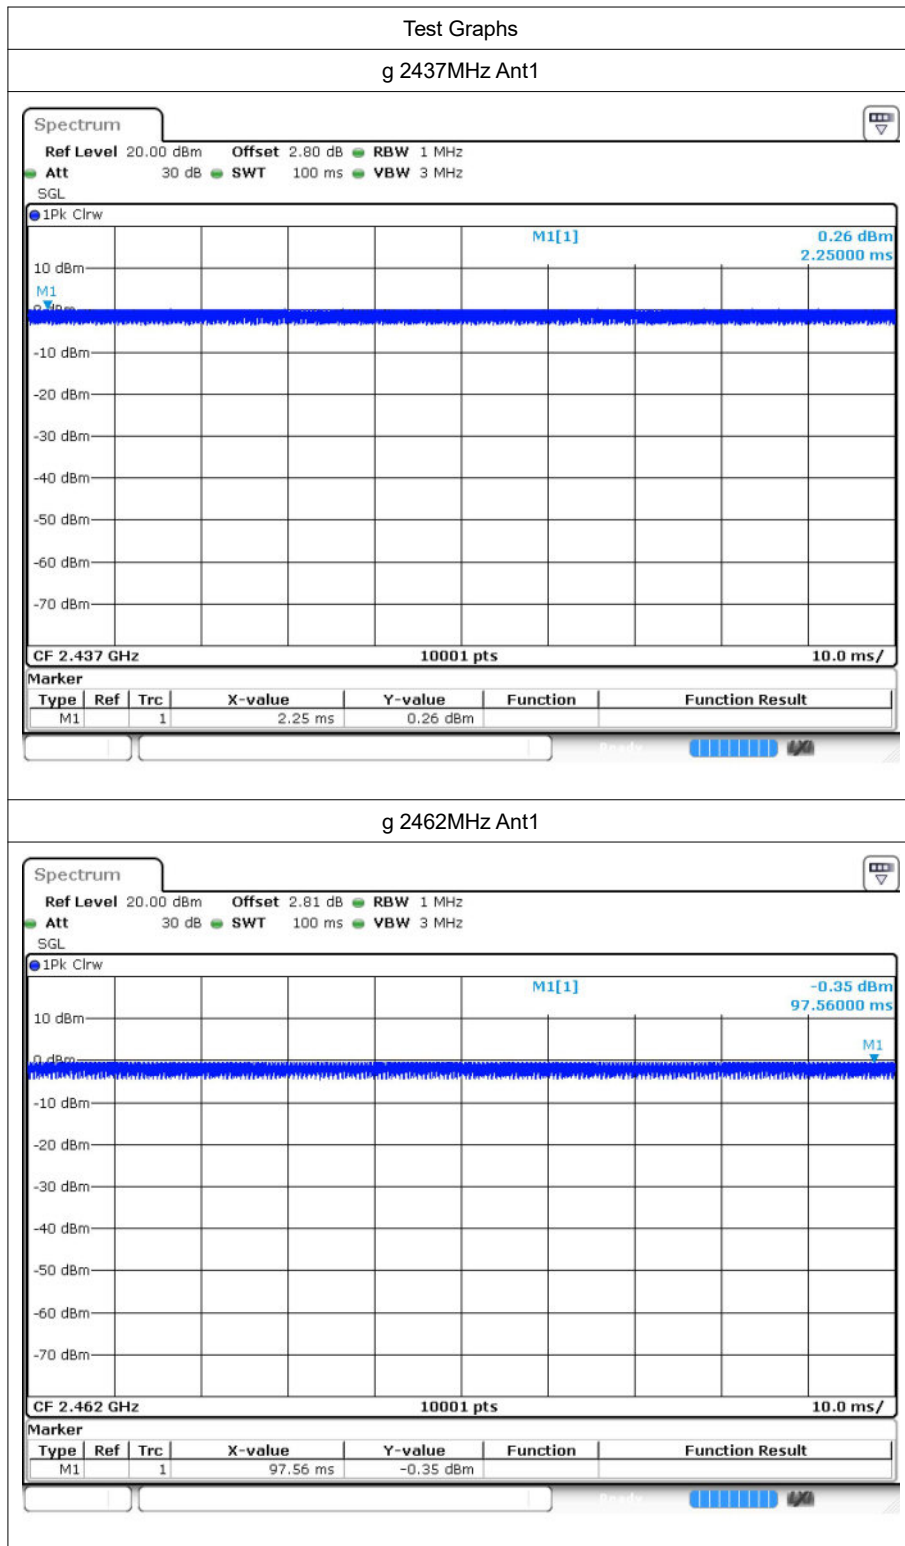 Test Graphs
g 2437MHz Ant1
Spectrum
Ref Level 20.00 dBm Offset 2.80 dB RBW 1 MHz
Att 30 dB SWT 100 ms VBW 3 MHz
SGL
1Pk Clrw
M1[1] 0.26 dBm
2.25000 ms
10 dBm
M1
0 dBm
-10 dBm
-20 dBm
-30 dBm
-40 dBm
-50 dBm
-60 dBm
-70 dBm
CF 2.437 GHz 10001 pts 10.0 ms/
Marker
Type Ref Trc X-value Y-value Function Function Result
M1 1 2.25 ms 0.26 dBm
g 2462MHz Ant1
Spectrum
Ref Level 20.00 dBm Offset 2.81 dB RBW 1 MHz
Att 30 dB SWT 100 ms VBW 3 MHz
SGL
1Pk Clrw
M1[1] -0.35 dBm
97.56000 ms
10 dBm
M1
0 dBm
-10 dBm
-20 dBm
-30 dBm
-40 dBm
-50 dBm
-60 dBm
-70 dBm
CF 2.462 GHz 10001 pts 10.0 ms/
Marker
Type Ref Trc X-value Y-value Function Function Result
M1 1 97.56 ms -0.35 dBm